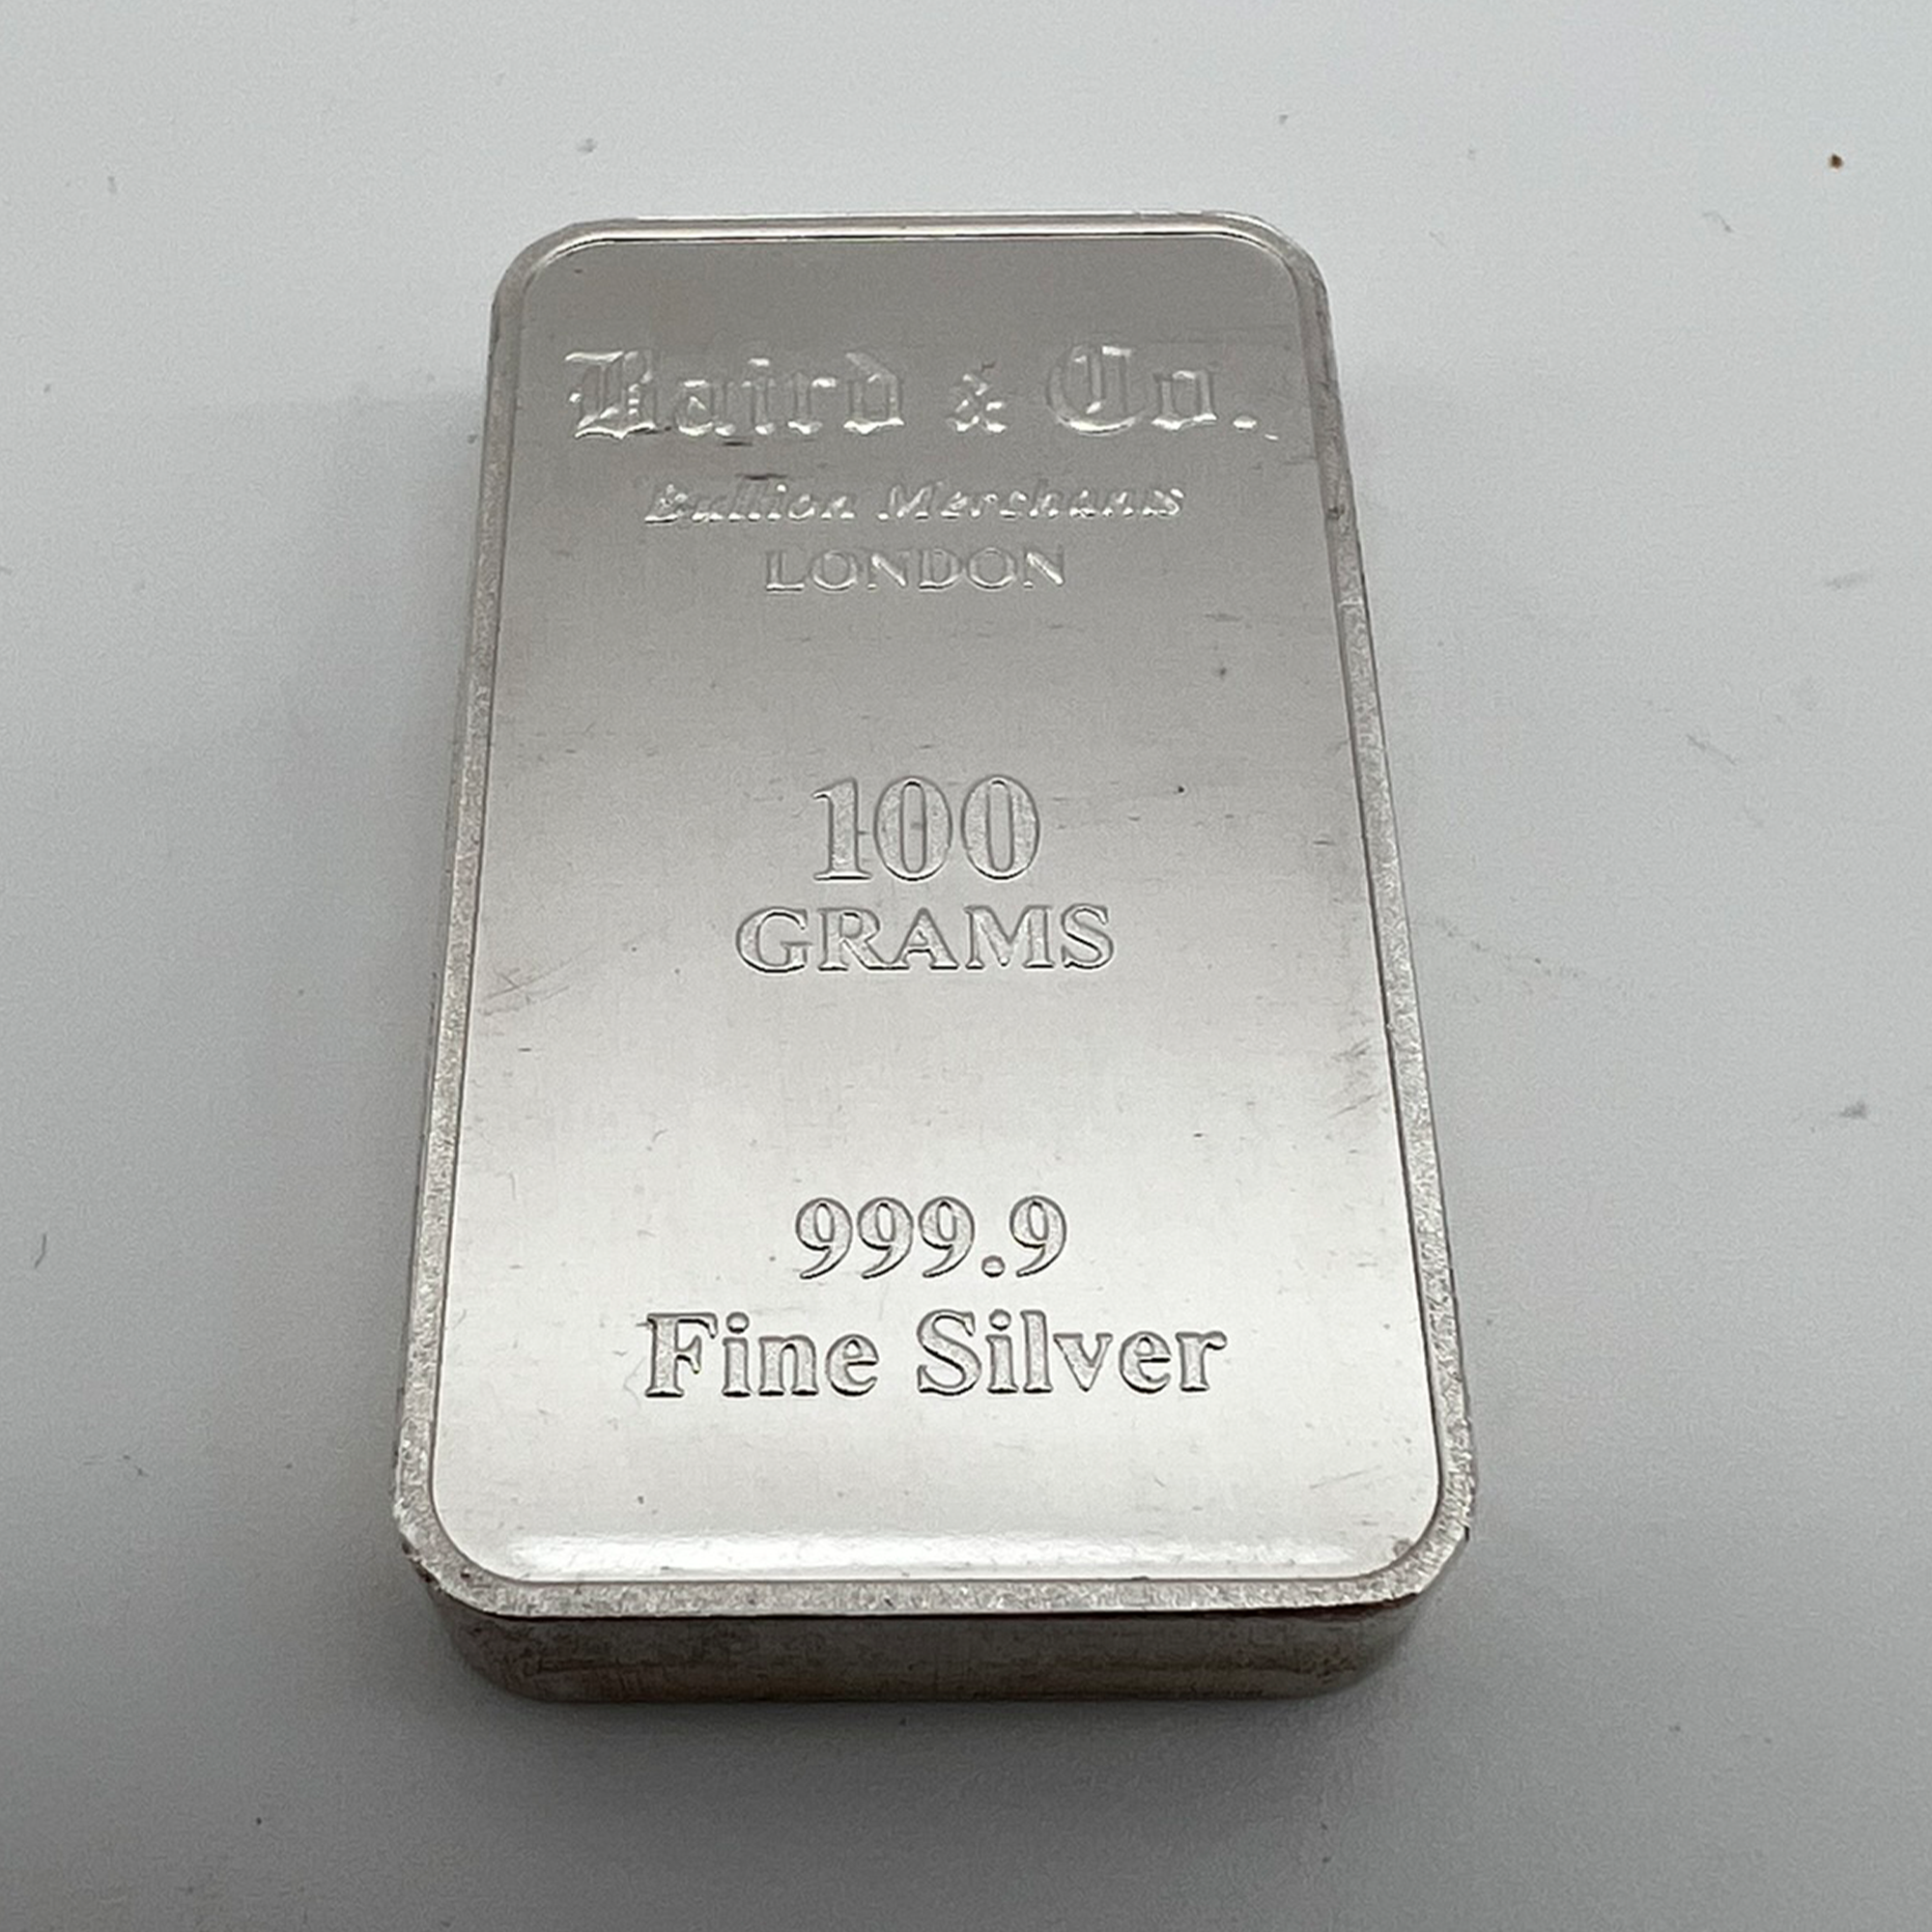 Baird & Co.
Bullion Merchants
LONDON
100
GRAMS
999.9
Fine Silver